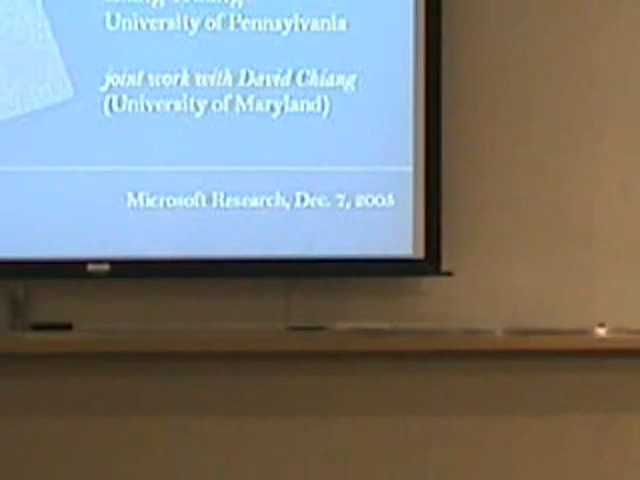 University of Pennsylvania
joint work with David Chiang
(University of Maryland)
Microsoft Research, Dec. 7, 2005